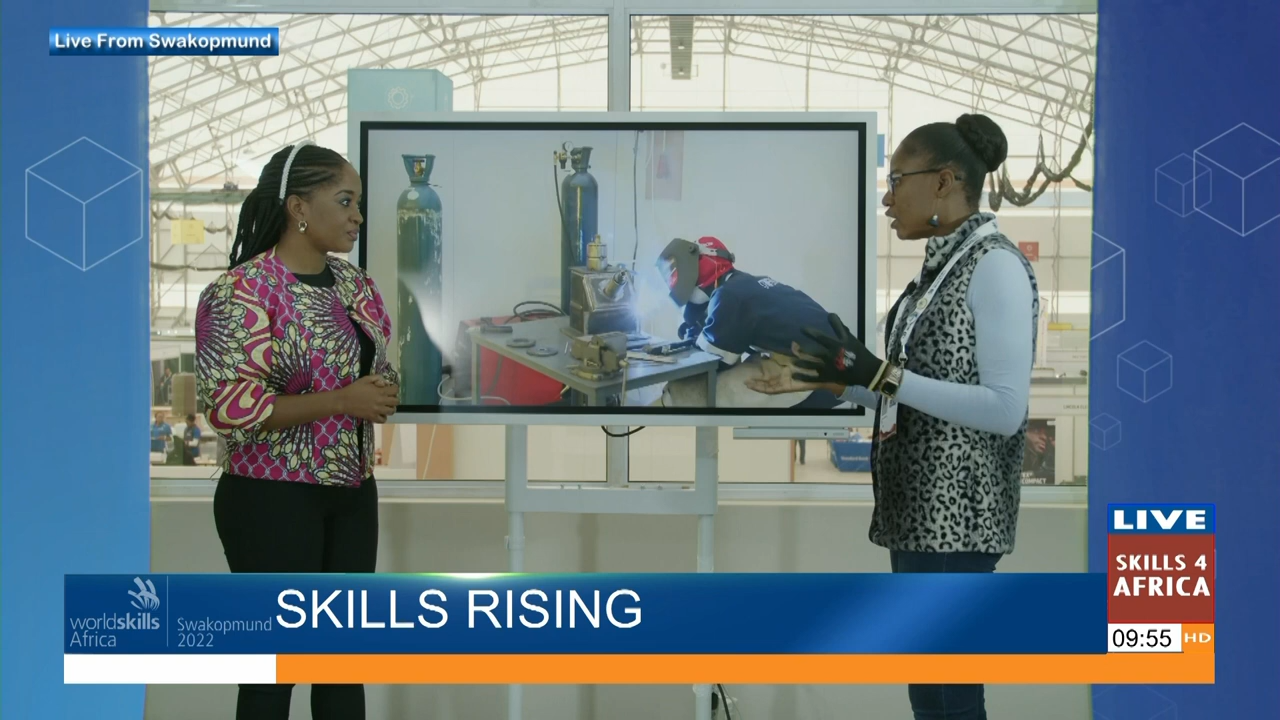 Live From Swakopmund
LIVE
SKILLS 4
AFRICA
09:55 HD
worldskills
Africa
Swakopmund
2022
SKILLS RISING